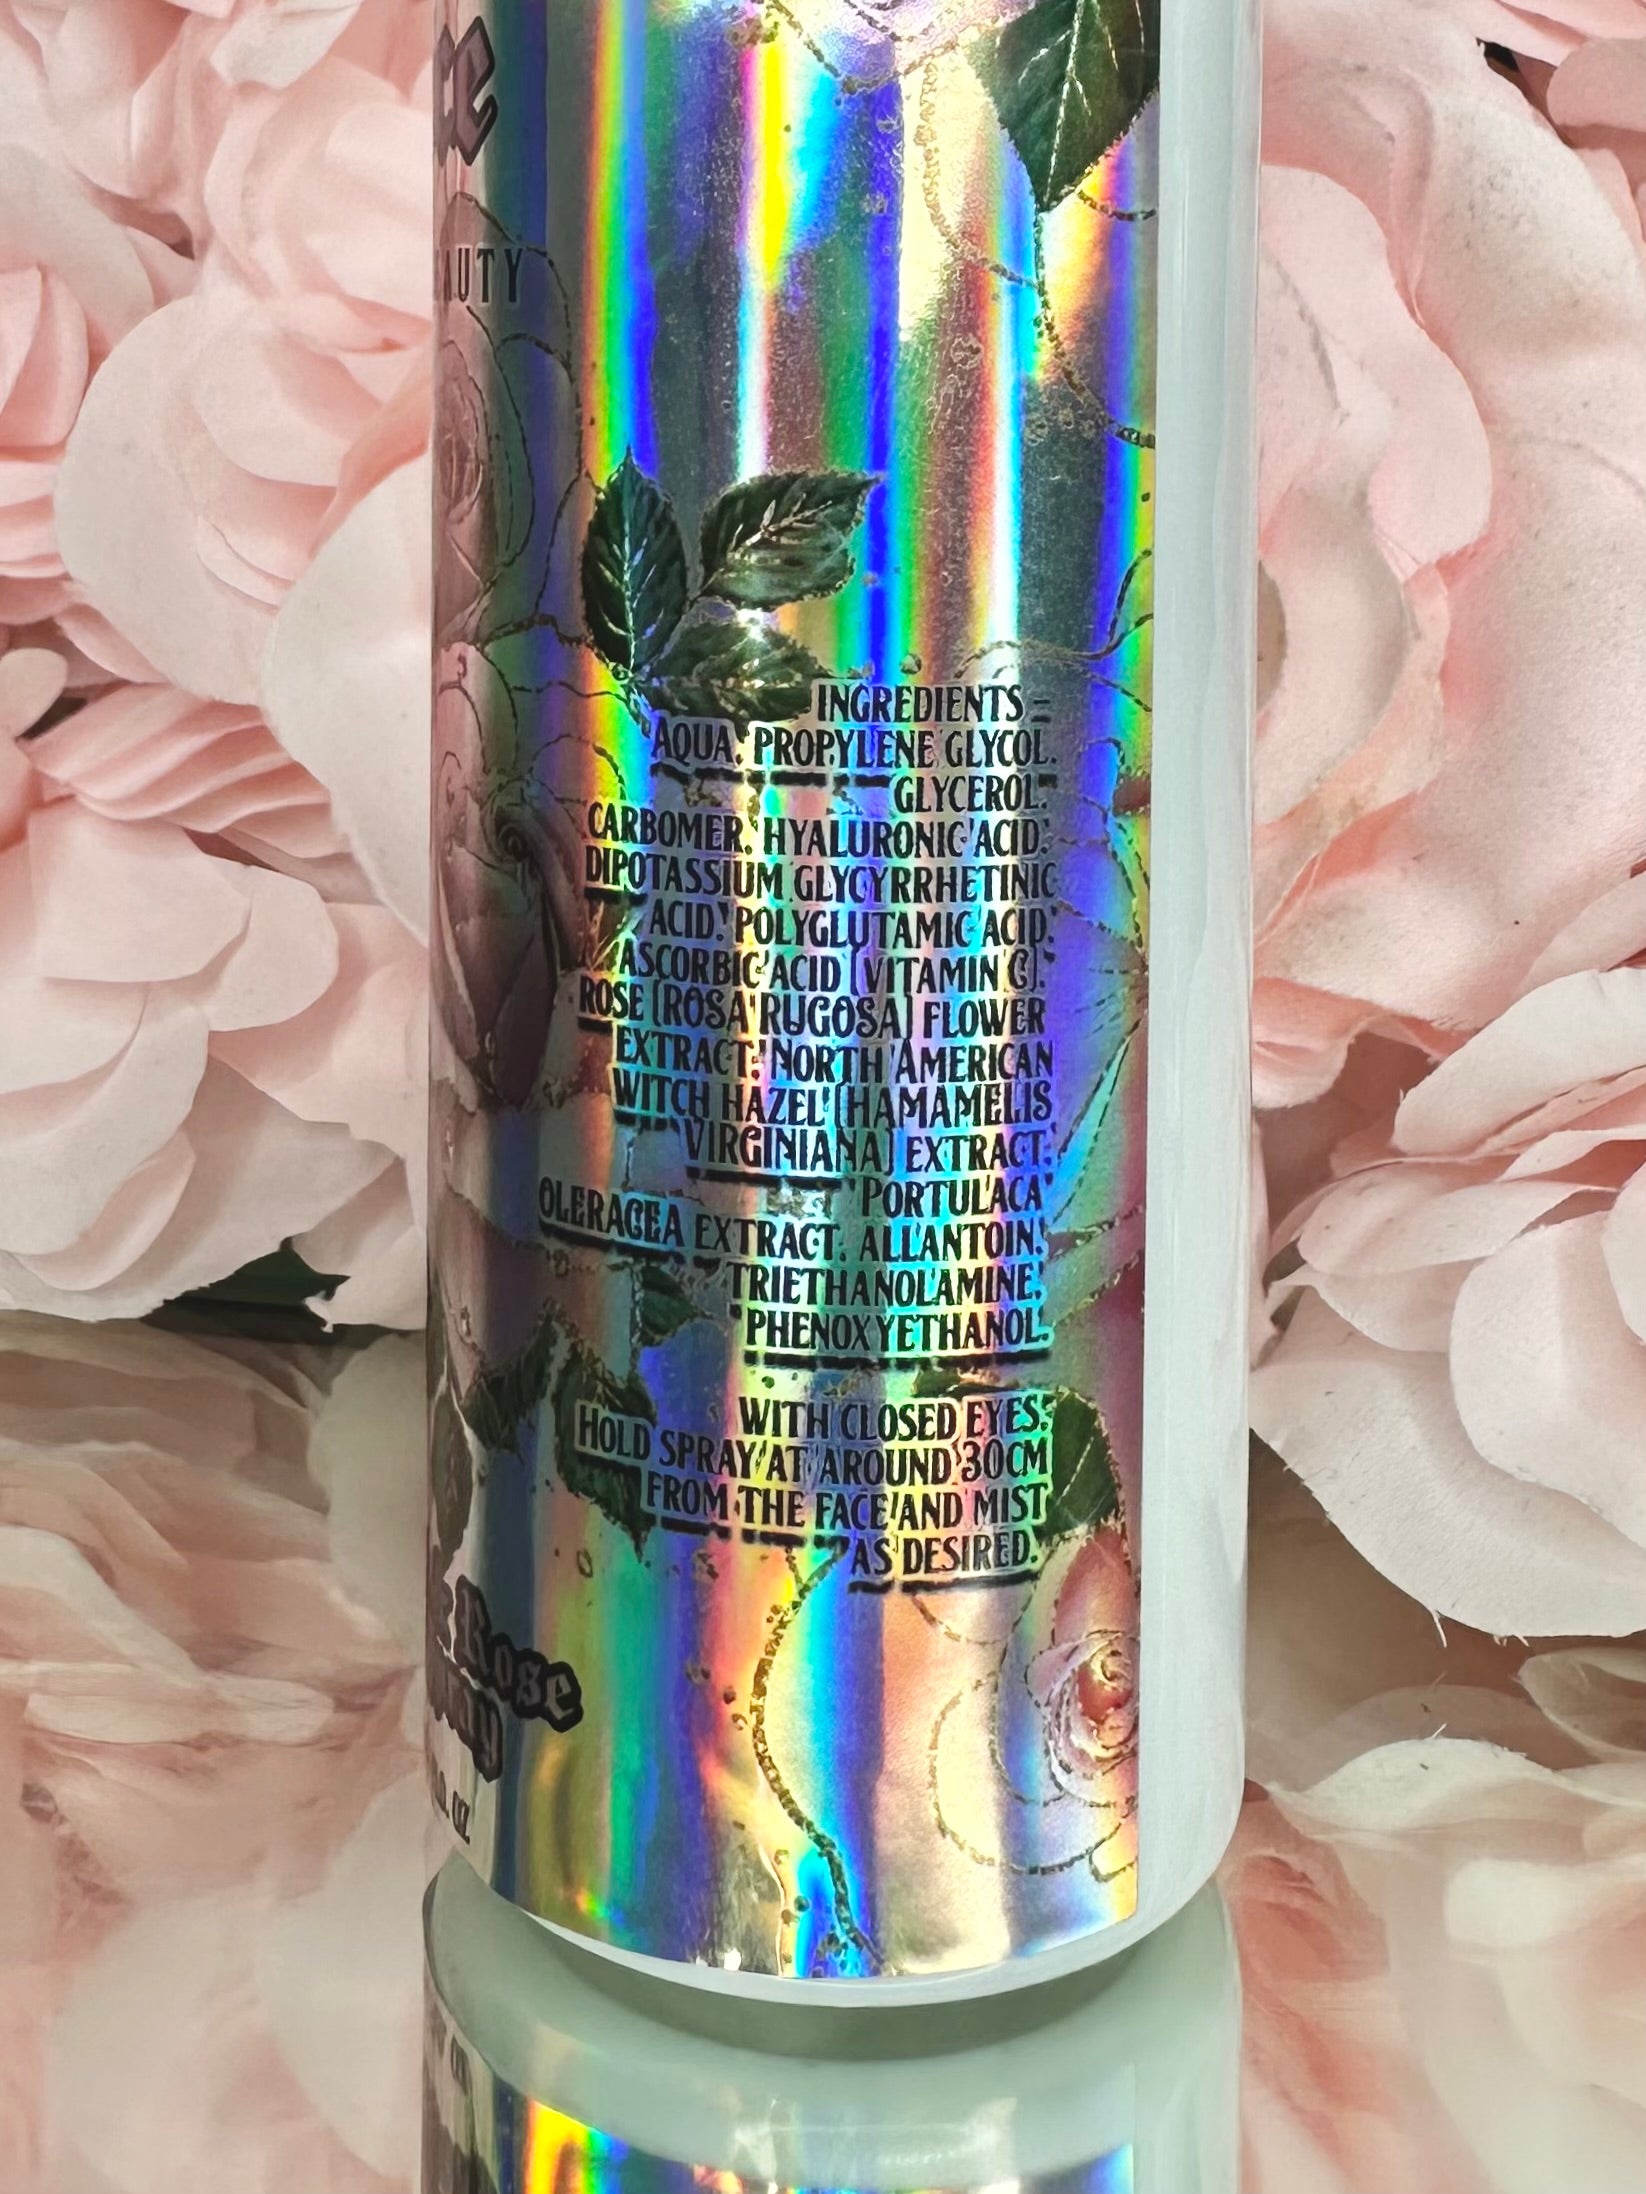 INGREDIENTS -
AQUA. PROPYLENE GLYCOL.
GLYCEROL.
CARBOMER. HYALURONIC ACID.
DIPOTASSIUM GLYCYRRHETINIC
ACID. POLYGLUTAMIC ACID.
ASCORBIC ACID [VITAMIN C].
ROSE [ROSA RUGOSA] FLOWER
EXTRACT. NORTH AMERICAN
WITCH HAZEL [HAMAMELIS
VIRGINIANA] EXTRACT.
PORTULACA
OLERACEA EXTRACT. ALLANTOIN.
TRIETHANOLAMINE.
PHENOXYETHANOL.
WITH CLOSED EYES.
HOLD SPRAY AT AROUND 30CM
FROM THE FACE AND MIST
AS DESIRED.
Rose